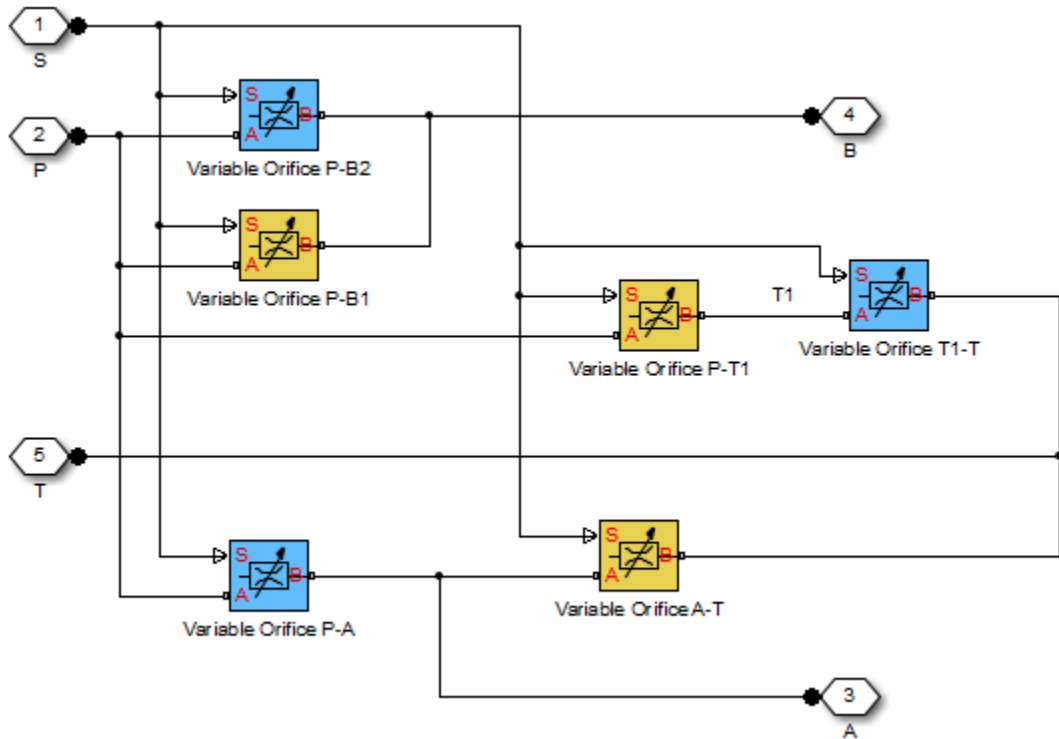 1
S
S
A
B
Variable Orifice P-B2
4
B
2
P
S
A
B
Variable Orifice P-B1
S
A
B
Variable Orifice P-T1
T1
S
A
B
Variable Orifice T1-T
5
T
S
A
B
Variable Orifice P-A
S
A
B
Variable Orifice A-T
3
A